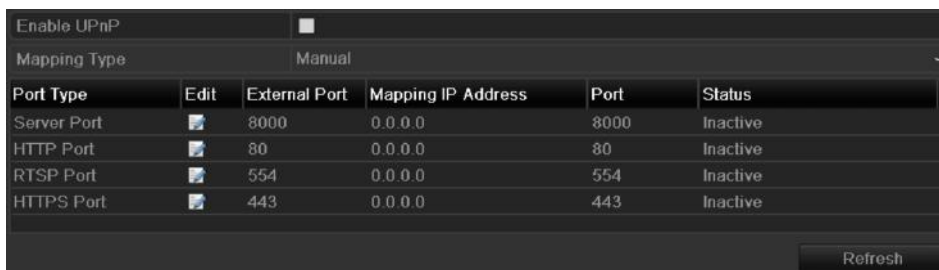 Enable UPnP
Mapping Type Manual
Port Type Edit External Port Mapping IP Address Port Status
Server Port 8000 0.0.0.0 8000 Inactive
HTTP Port 80 0.0.0.0 80 Inactive
RTSP Port 554 0.0.0.0 554 Inactive
HTTPS Port 443 0.0.0.0 443 Inactive
Refresh